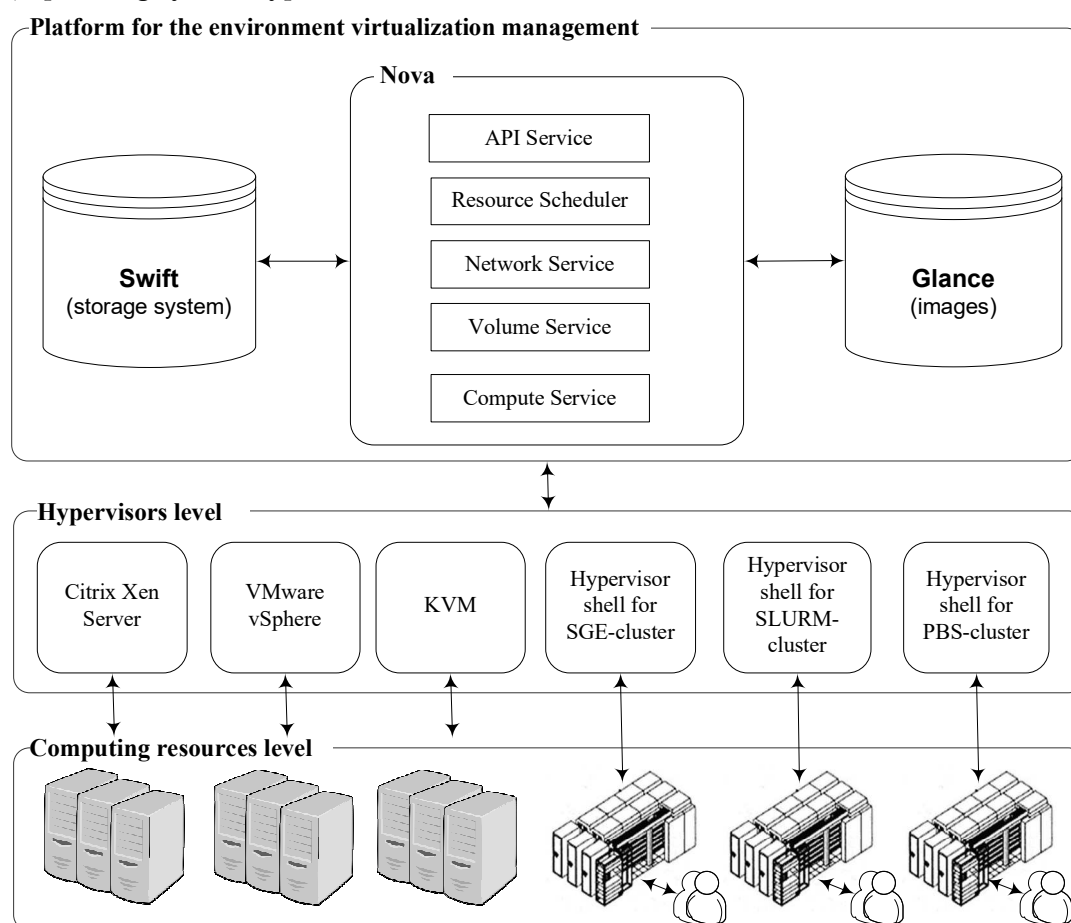 Platform for the environment virtualization management
Nova
API Service
Resource Scheduler
Network Service
Volume Service
Compute Service
Swift
(storage system)
Glance
(images)
Hypervisors level
Citrix Xen
Server
VMware
vSphere
KVM
Hypervisor
shell for
SGE-cluster
Hypervisor
shell for
SLURM-
cluster
Hypervisor
shell for
PBS-cluster
Computing resources level